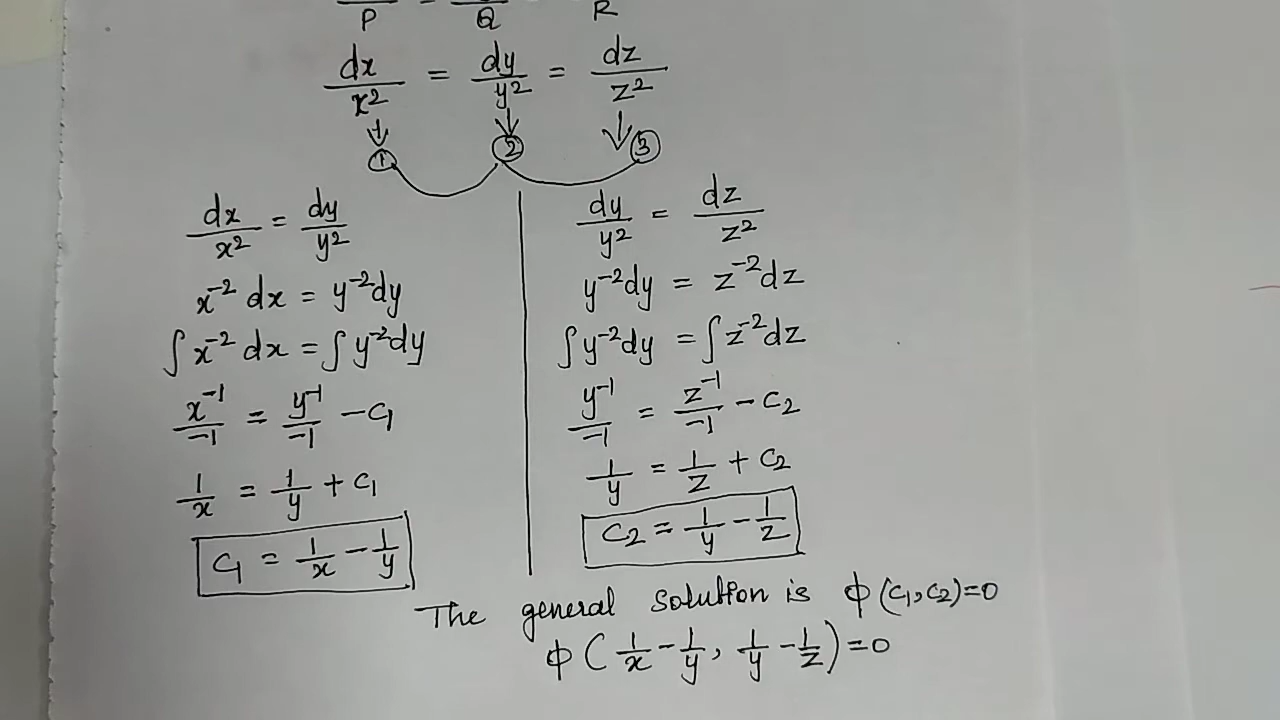 P = Q R
dx/x² = dy/y² = dz/z²
① ② ③
dx/x² = dy/y²
x⁻² dx = y⁻² dy
∫ x⁻² dx = ∫ y⁻² dy
x⁻¹/-1 = y⁻¹/-1 - c₁
1/x = 1/y + c₁
c₁ = 1/x - 1/y
dy/y² = dz/z²
y⁻² dy = z⁻² dz
∫ y⁻² dy = ∫ z⁻² dz
y⁻¹/-1 = z⁻¹/-1 - c₂
1/y = 1/z + c₂
c₂ = 1/y - 1/z
The general solution is ϕ(c₁, c₂)=0
ϕ(1/x - 1/y, 1/y - 1/z)=0